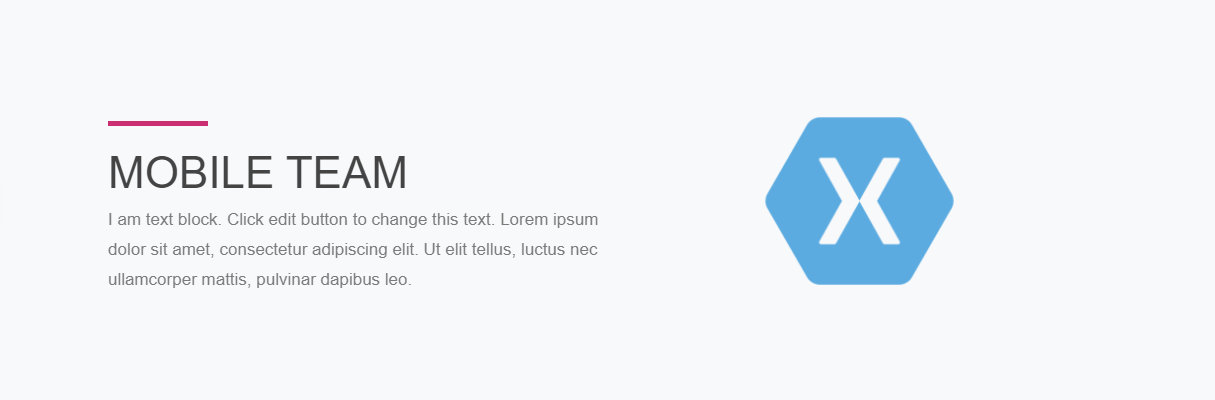 MOBILE TEAM
I am text block. Click edit button to change this text. Lorem ipsum
dolor sit amet, consectetur adipiscing elit. Ut elit tellus, luctus nec
ullamcorper mattis, pulvinar dapibus leo.
X